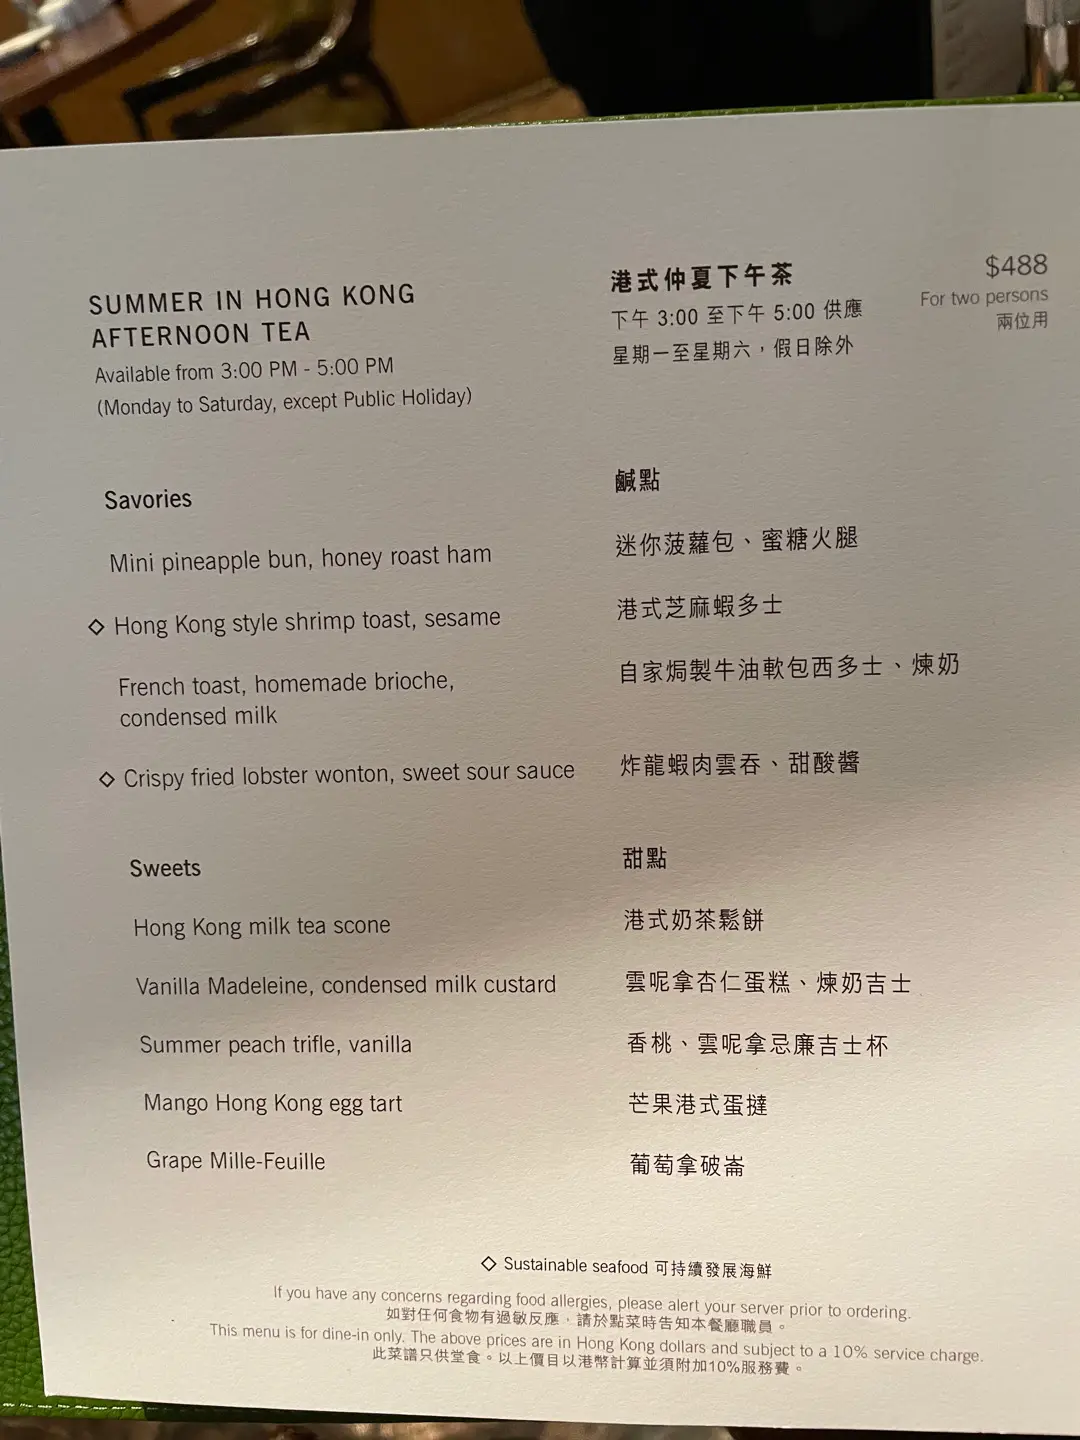 SUMMER IN HONG KONG
AFTERNOON TEA
Available from 3:00 PM - 5:00 PM
(Monday to Saturday, except Public Holiday)
港式仲夏下午茶
下午 3:00 至下午 5:00 供應
星期一至星期六，假日除外
$488
For two persons
兩位用
Savories
鹹點
Mini pineapple bun, honey roast ham
迷你菠蘿包、蜜糖火腿
◇ Hong Kong style shrimp toast, sesame
港式芝麻蝦多士
French toast, homemade brioche,
condensed milk
自家焗製牛油軟包西多士、煉奶
◇ Crispy fried lobster wonton, sweet sour sauce
炸龍蝦肉雲吞、甜酸醬
Sweets
甜點
Hong Kong milk tea scone
港式奶茶鬆餅
Vanilla Madeleine, condensed milk custard
雲呢拿杏仁蛋糕、煉奶吉士
Summer peach trifle, vanilla
香桃、雲呢拿忌廉吉士杯
Mango Hong Kong egg tart
芒果港式蛋撻
Grape Mille-Feuille
葡萄拿破崙
◇ Sustainable seafood 可持續發展海鮮
If you have any concerns regarding food allergies, please alert your server prior to ordering.
如對任何食物有過敏反應，請於點菜時告知本餐廳職員。
This menu is for dine-in only. The above prices are in Hong Kong dollars and subject to a 10% service charge.
此菜譜只供堂食。以上價目以港幣計算並須附加10%服務費。